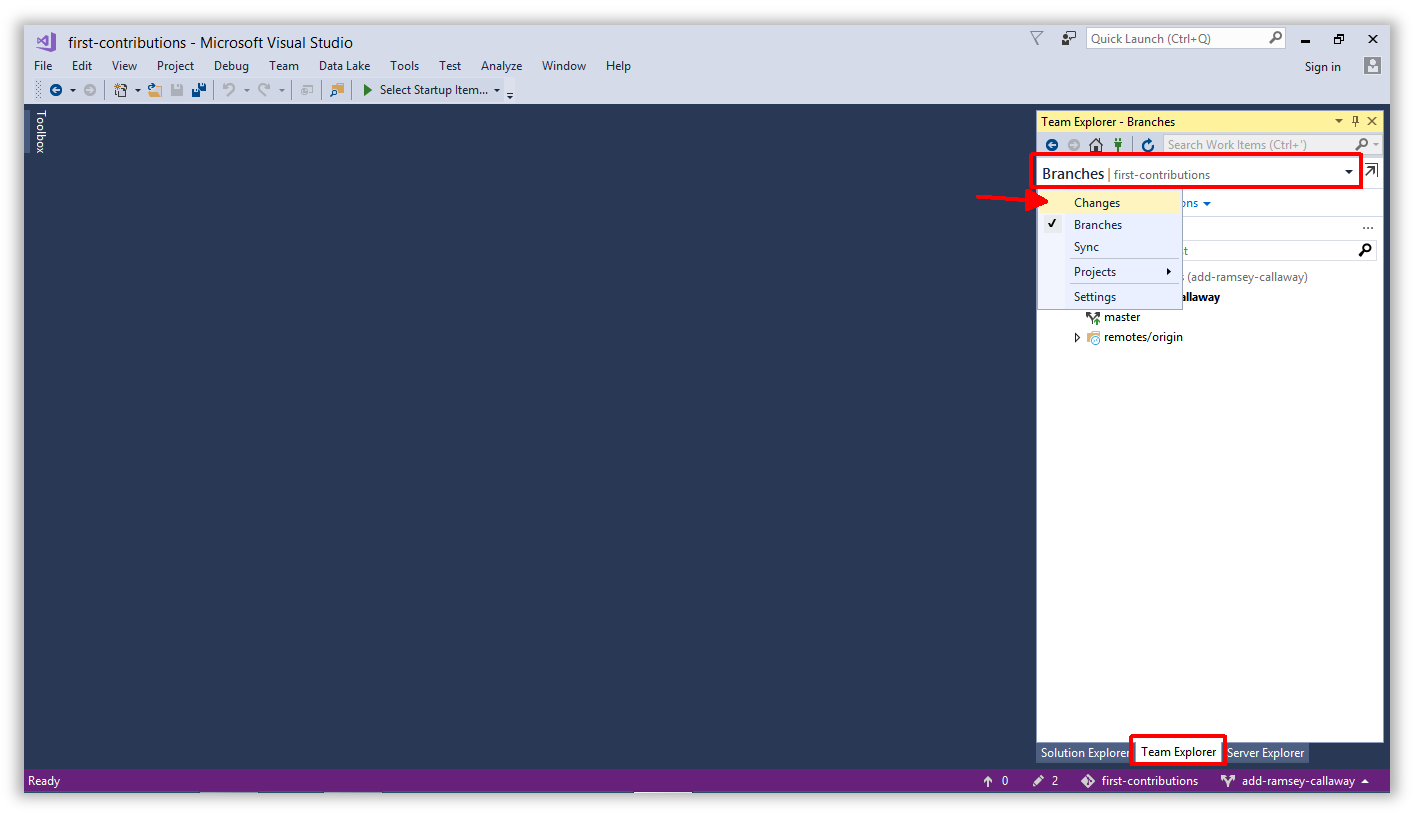 first-contributions - Microsoft Visual Studio
Quick Launch (Ctrl+Q)
File Edit View Project Debug Team Data Lake Tools Test Analyze Window Help
Sign in
Select Startup Item...
Toolbox
Team Explorer - Branches
Search Work Items (Ctrl+')
Branches | first-contributions
Changes
Branches
Sync
Projects
Settings
(add-ramsey-callaway)
master
remotes/origin
Solution Explorer Team Explorer Server Explorer
Ready
0 2 first-contributions add-ramsey-callaway